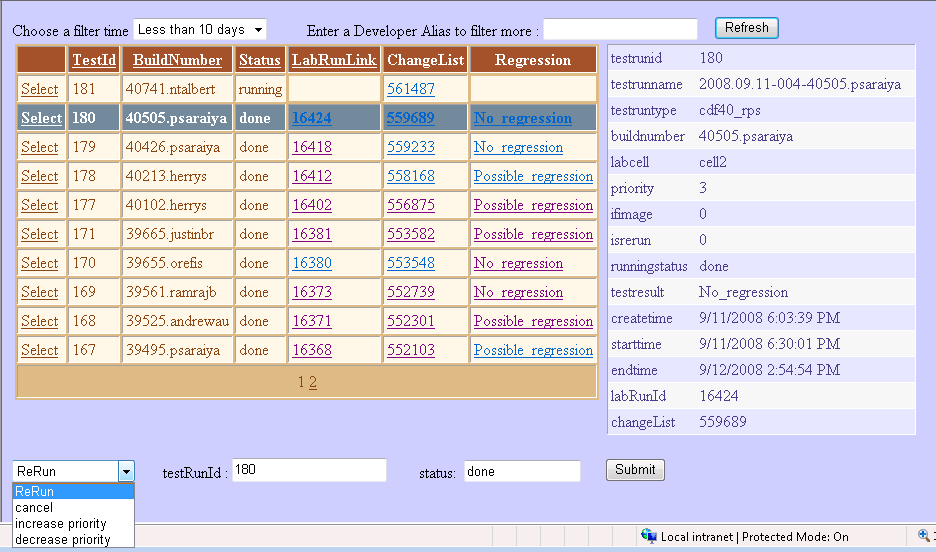 Choose a filter time Less than 10 days Enter a Developer Alias to filter more : Refresh
TestId BuildNumber Status LabRunLink ChangeList Regression
Select 181 40741.ntalbert running 561487
Select 180 40505.psaraiya done 16424 559689 No_regression
Select 179 40426.psaraiya done 16418 559233 No_regression
Select 178 40213.herrys done 16412 558168 Possible_regression
Select 177 40102.herrys done 16402 556875 Possible_regression
Select 171 39665.justinbr done 16381 553582 Possible_regression
Select 170 39655.orefis done 16380 553548 No_regression
Select 169 39561.ramrajb done 16373 552739 No_regression
Select 168 39525.andrewau done 16371 552301 Possible_regression
Select 167 39495.psaraiya done 16368 552103 Possible_regression
1 2
testrunid 180
testrunname 2008.09.11-004-40505.psaraiya
testruntype cdf40_rps
buildnumber 40505.psaraiya
labcell cell2
priority 3
ifimage 0
isrerun 0
runningstatus done
testresult No_regression
createtime 9/11/2008 6:03:39 PM
starttime 9/11/2008 6:30:01 PM
endtime 9/12/2008 2:54:54 PM
labRunId 16424
changeList 559689
ReRun testRunId : 180 status: done Submit
ReRun
cancel
increase priority
decrease priority
Local intranet | Protected Mode: On